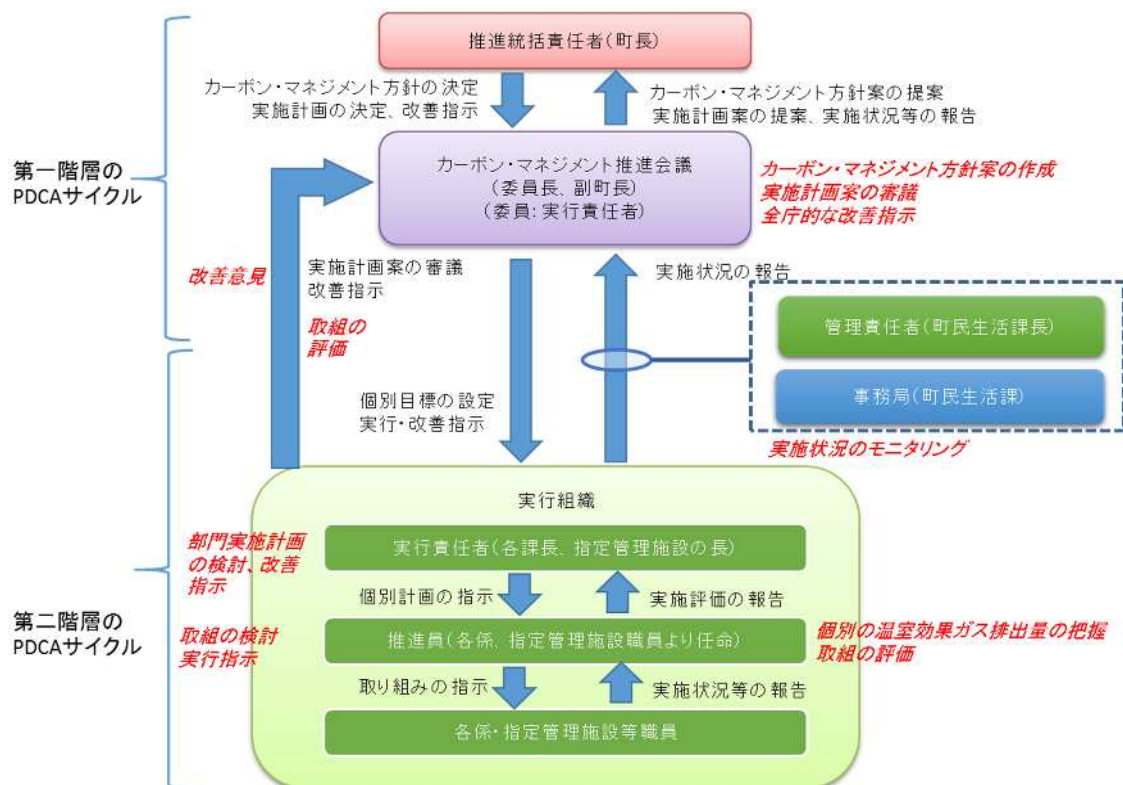 推進統括責任者(町長)
カーボン・マネジメント方針の決定
実施計画の決定、改善指示
カーボン・マネジメント方針案の提案
実施計画案の提案、実施状況等の報告
第一階層の
PDCAサイクル
カーボン・マネジメント推進会議
(委員長、副町長)
(委員:実行責任者)
カーボン・マネジメント方針案の作成
実施計画案の審議
全庁的な改善指示
改善意見
実施計画案の審議
改善指示
取組の
評価
実施状況の報告
管理責任者(町民生活課長)
事務局(町民生活課)
実施状況のモニタリング
個別目標の設定
実行・改善指示
第二階層の
PDCAサイクル
実行組織
部門実施計画
の検討、改善
指示
実行責任者(各課長、指定管理施設の長)
個別計画の指示
実施評価の報告
取組の検討
実行指示
推進員(各係、指定管理施設職員より任命)
個別の温室効果ガス排出量の把握
取組の評価
取り組みの指示
実施状況等の報告
各係・指定管理施設等職員